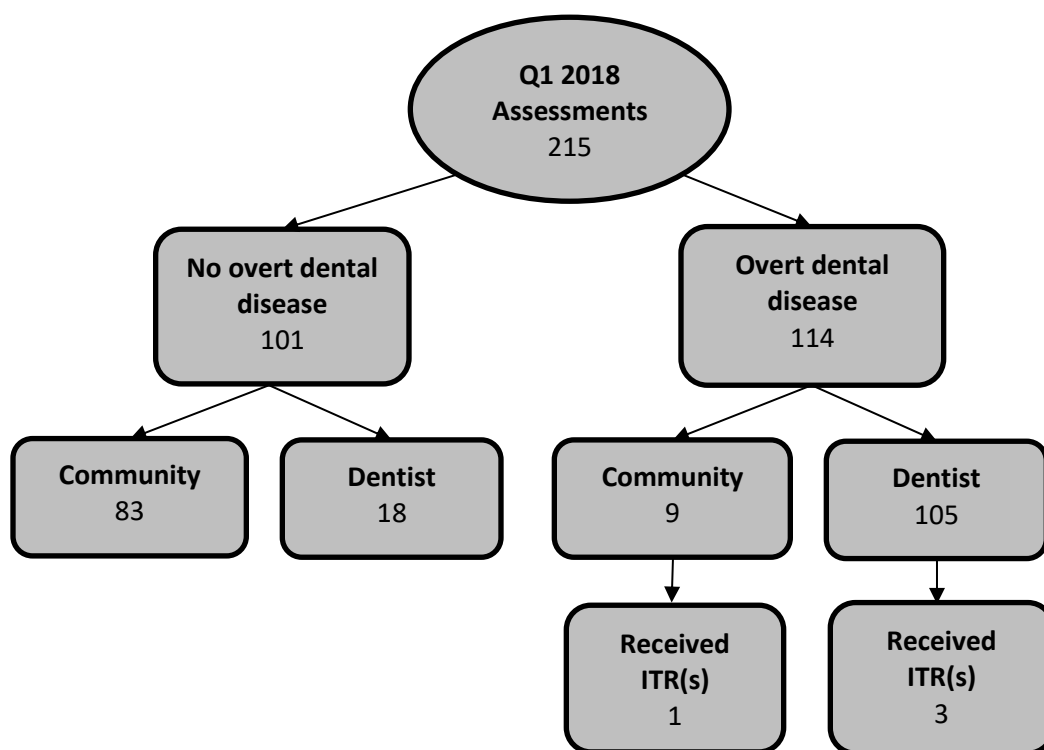 Q1 2018
Assessments
215
No overt dental
disease
101
Overt dental
disease
114
Community
83
Dentist
18
Community
9
Dentist
105
Received
ITR(s)
1
Received
ITR(s)
3